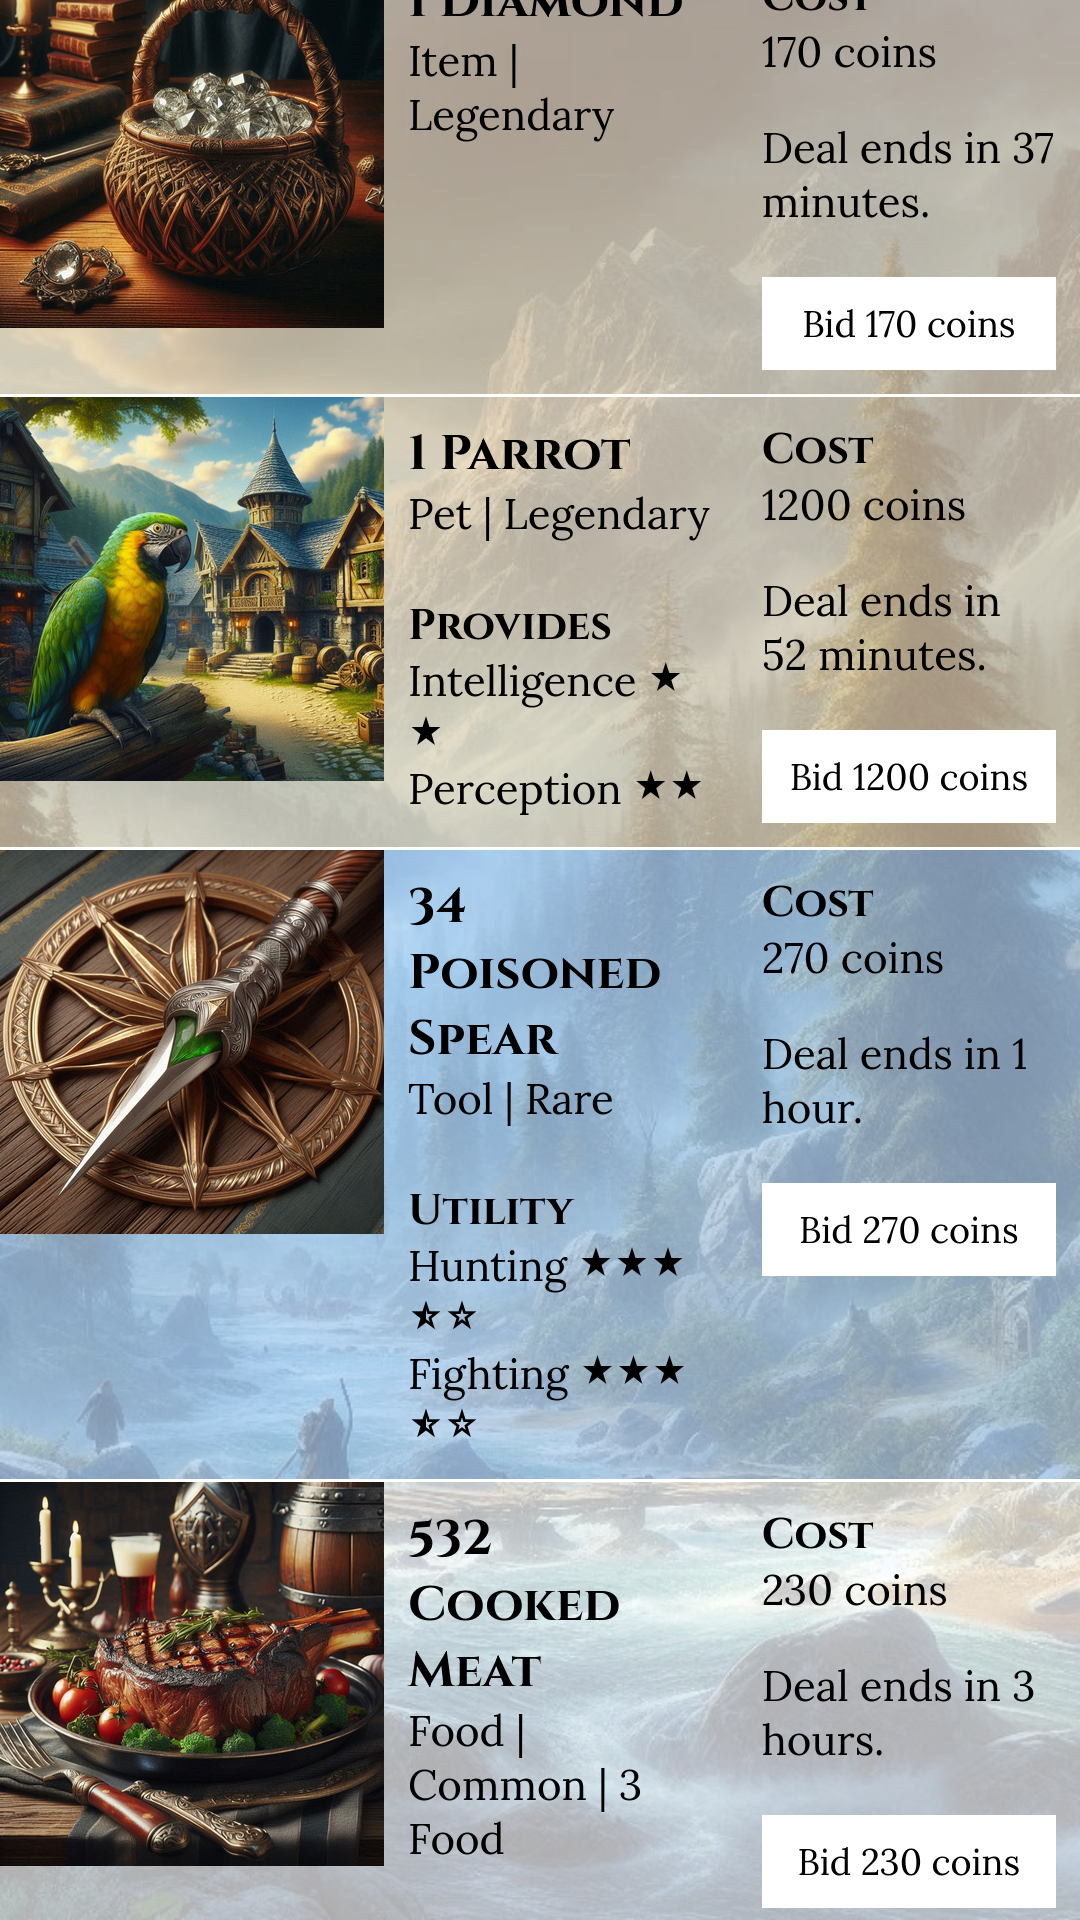 1 Diamond
Item |
Legendary
Cost
170 coins
Deal ends in 37
minutes.
Bid 170 coins
1 Parrot
Pet | Legendary
Provides
Intelligence ★
★
Perception ★★
Cost
1200 coins
Deal ends in
52 minutes.
Bid 1200 coins
34
Poisoned
Spear
Tool | Rare
Utility
Hunting ★★★
⯪☆
Fighting ★★★
⯪☆
Cost
270 coins
Deal ends in 1
hour.
Bid 270 coins
532
Cooked
Meat
Food |
Common | 3
Food
Cost
230 coins
Deal ends in 3
hours.
Bid 230 coins